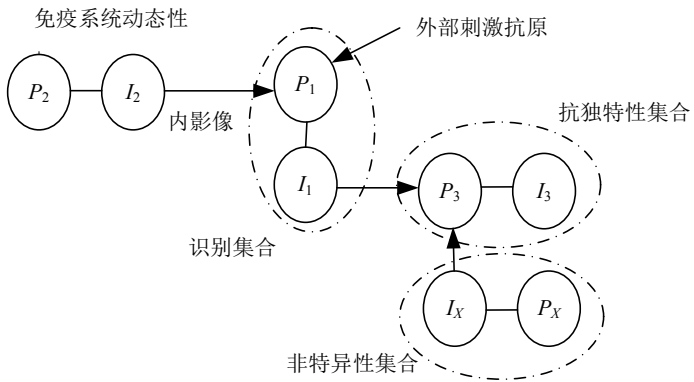 免疫系统动态性
外部刺激抗原
P₂
I₂
P₁
内影像
抗独特性集合
I₁
P₃
I₃
识别集合
I_X
P_X
非特异性集合